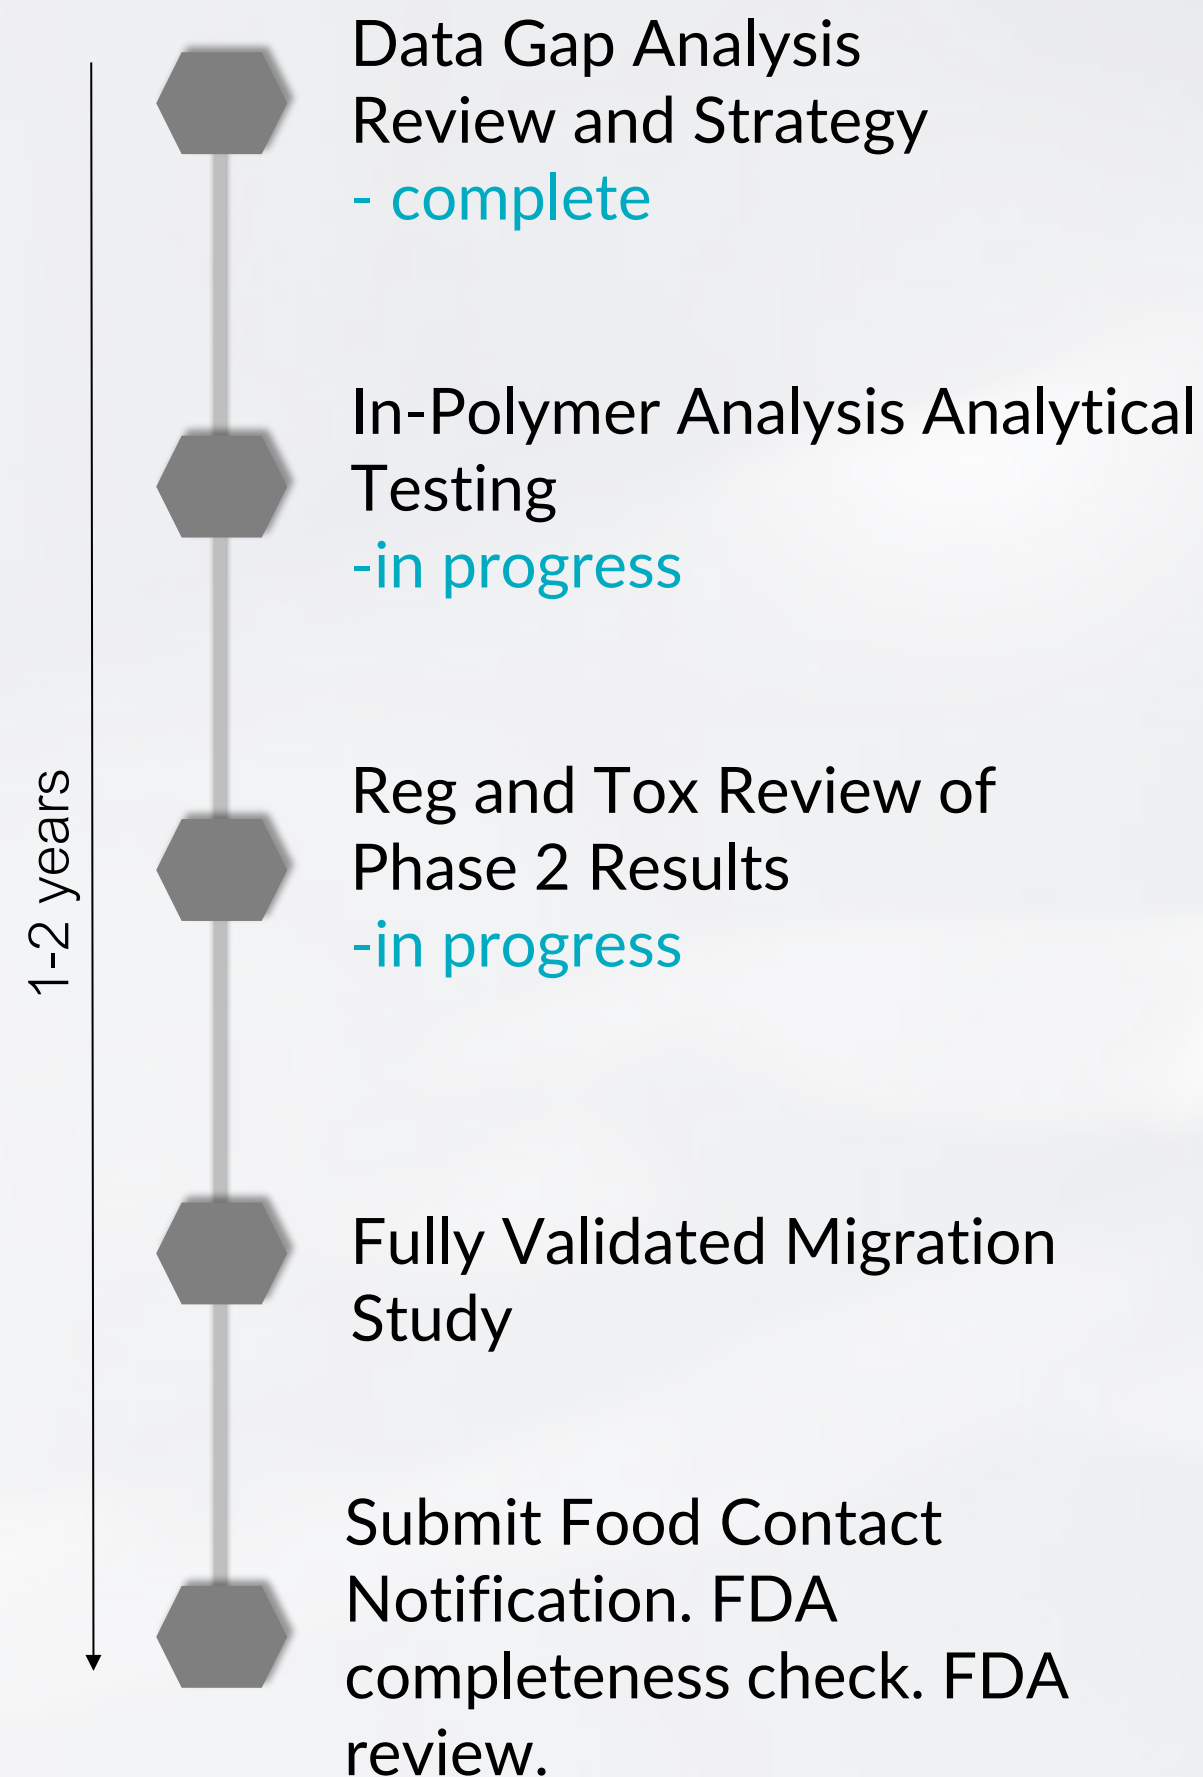 Data Gap Analysis
Review and Strategy
- complete
In-Polymer Analysis Analytical
Testing
-in progress
1-2 years
Reg and Tox Review of
Phase 2 Results
-in progress
Fully Validated Migration
Study
Submit Food Contact
Notification. FDA
completeness check. FDA
review.